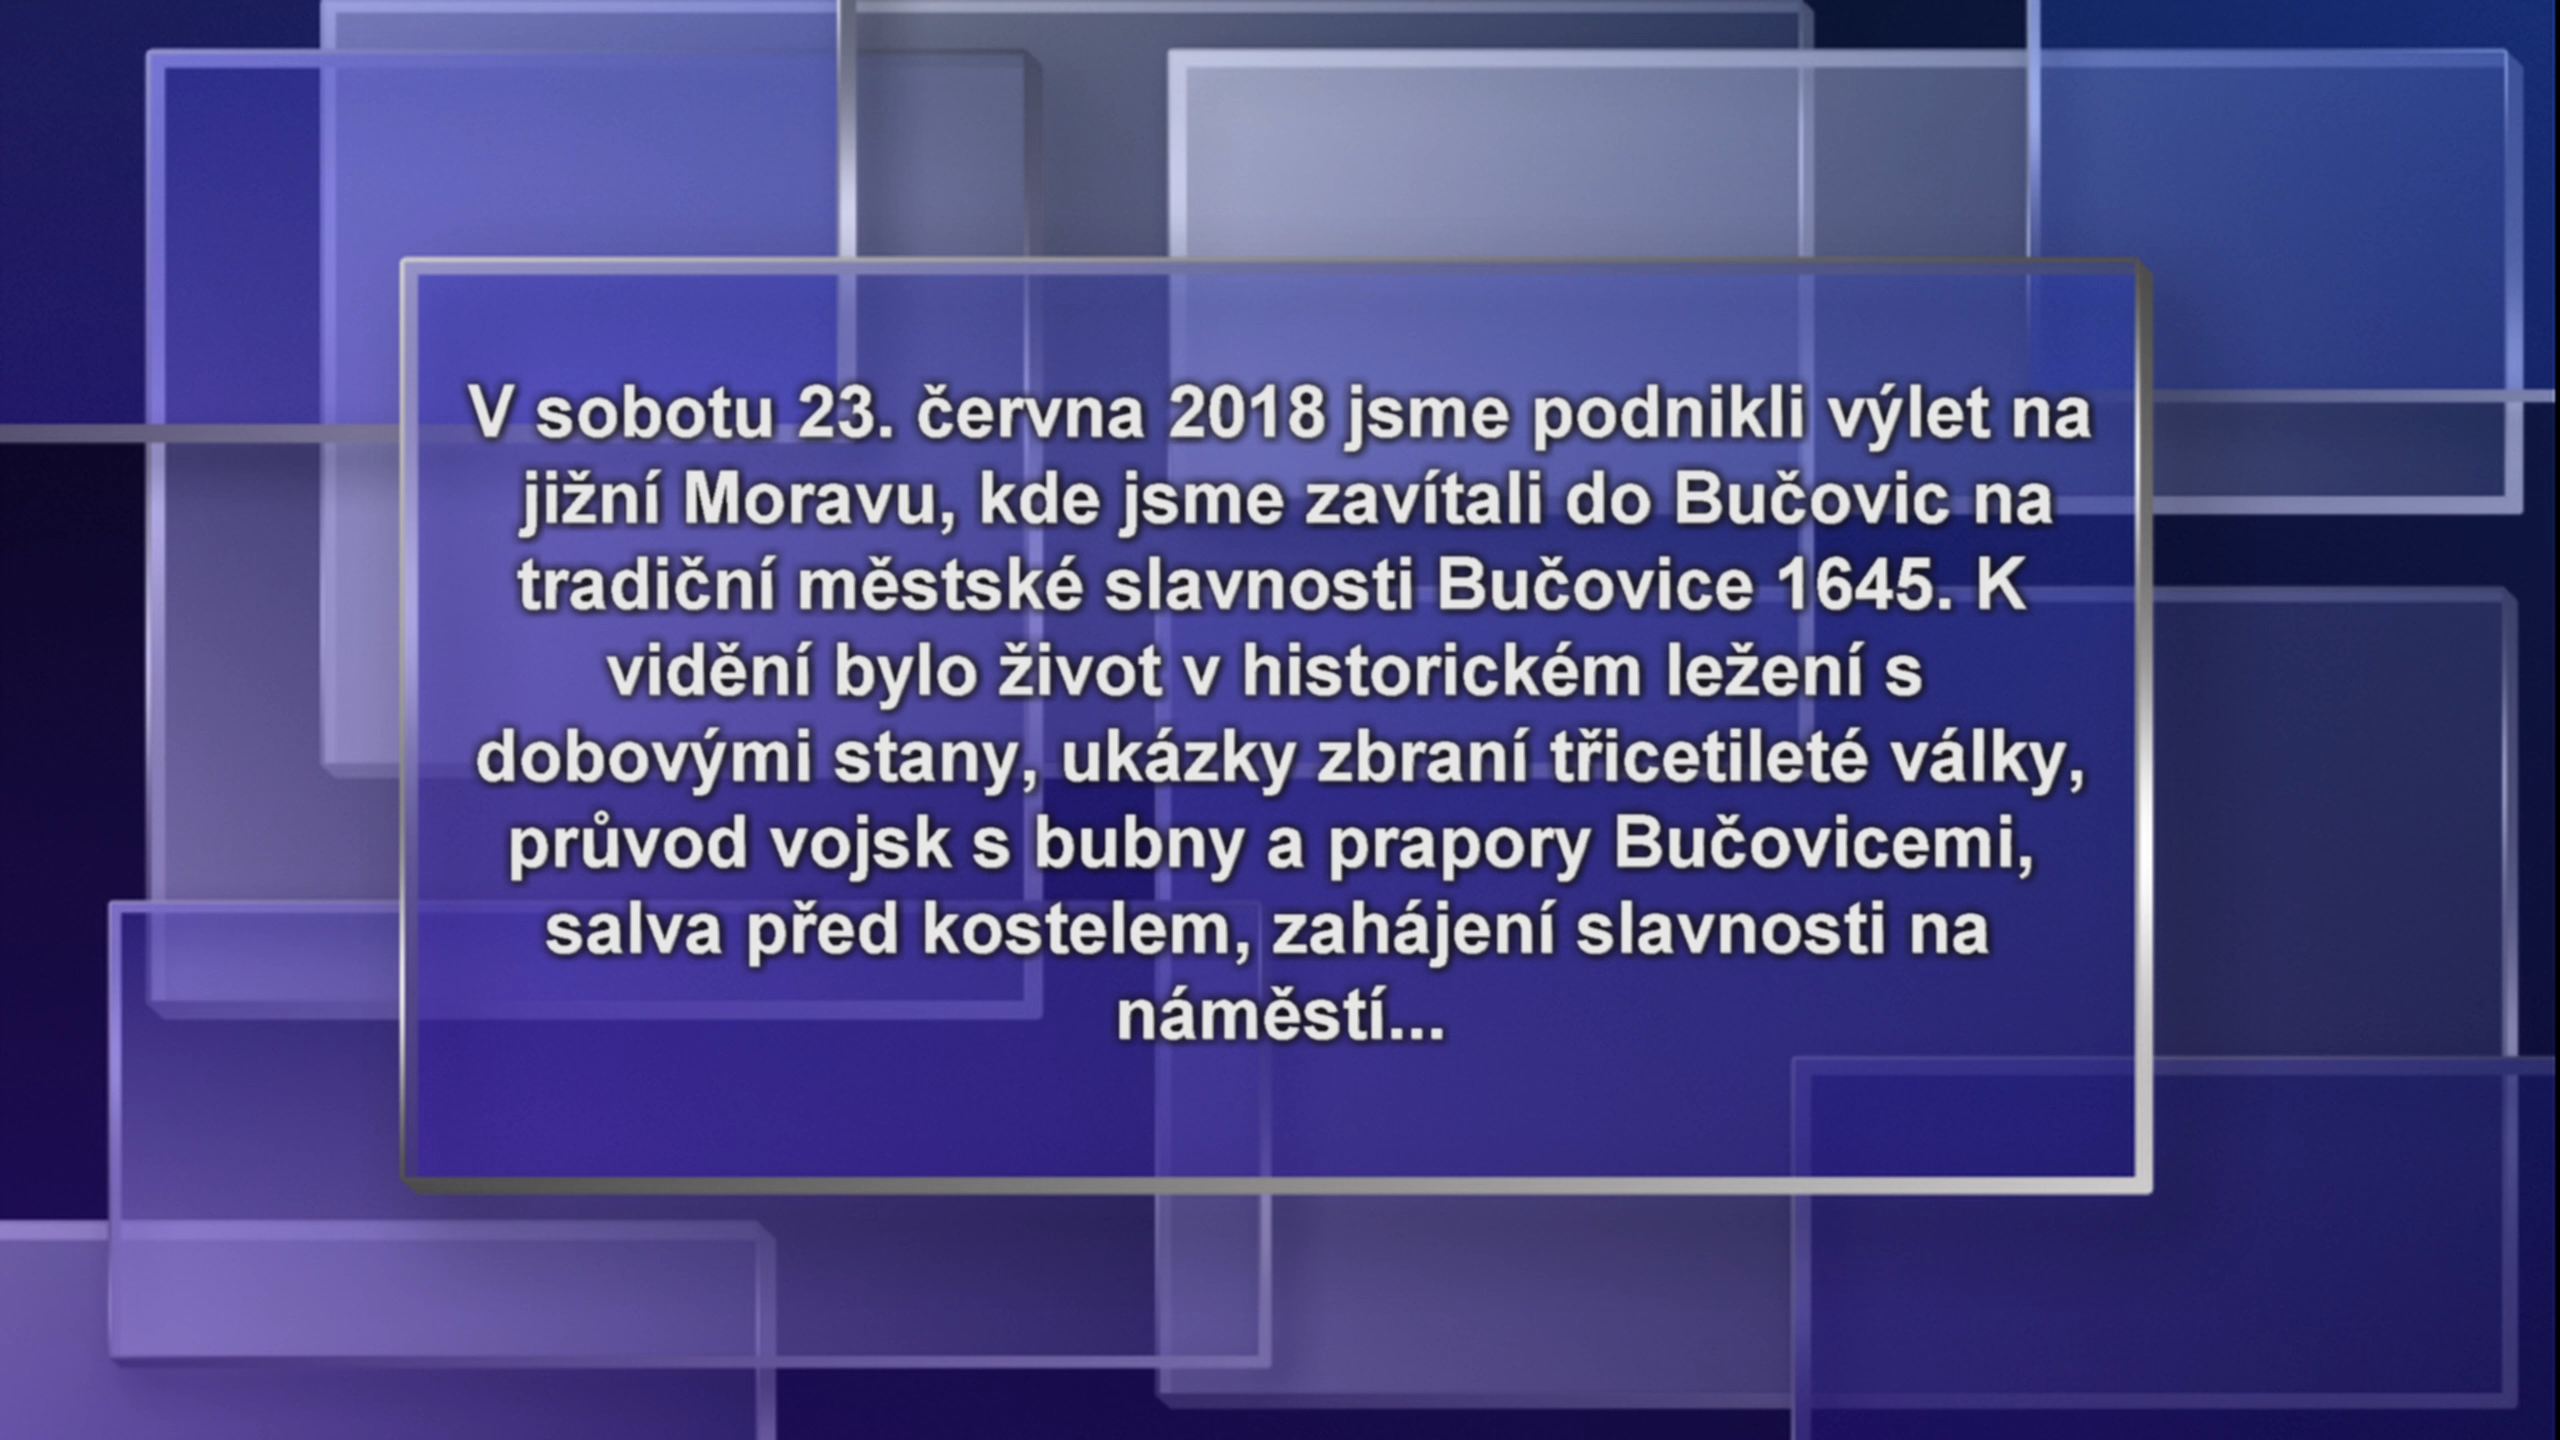 V sobotu 23. června 2018 jsme podnikli výlet na
jižní Moravu, kde jsme zavítali do Bučovic na
tradiční městské slavnosti Bučovice 1645. K
vidění bylo život v historickém ležení s
dobovými stany, ukázky zbraní třicetileté války,
průvod vojsk s bubny a prapory Bučovicemi,
salva před kostelem, zahájení slavnosti na
náměstí...